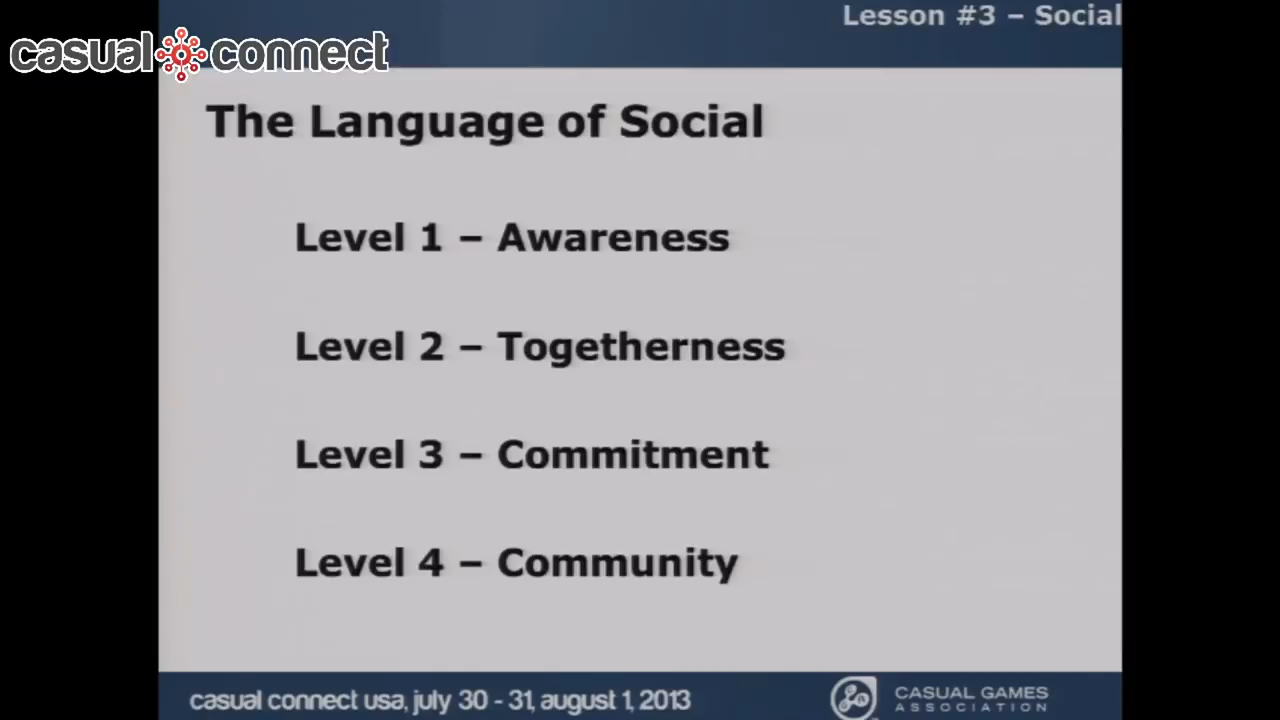 Lesson #3 – Social
casual connect
The Language of Social
Level 1 – Awareness
Level 2 – Togetherness
Level 3 – Commitment
Level 4 – Community
casual connect usa, july 30 - 31, august 1, 2013
CASUAL GAMES
ASSOCIATION